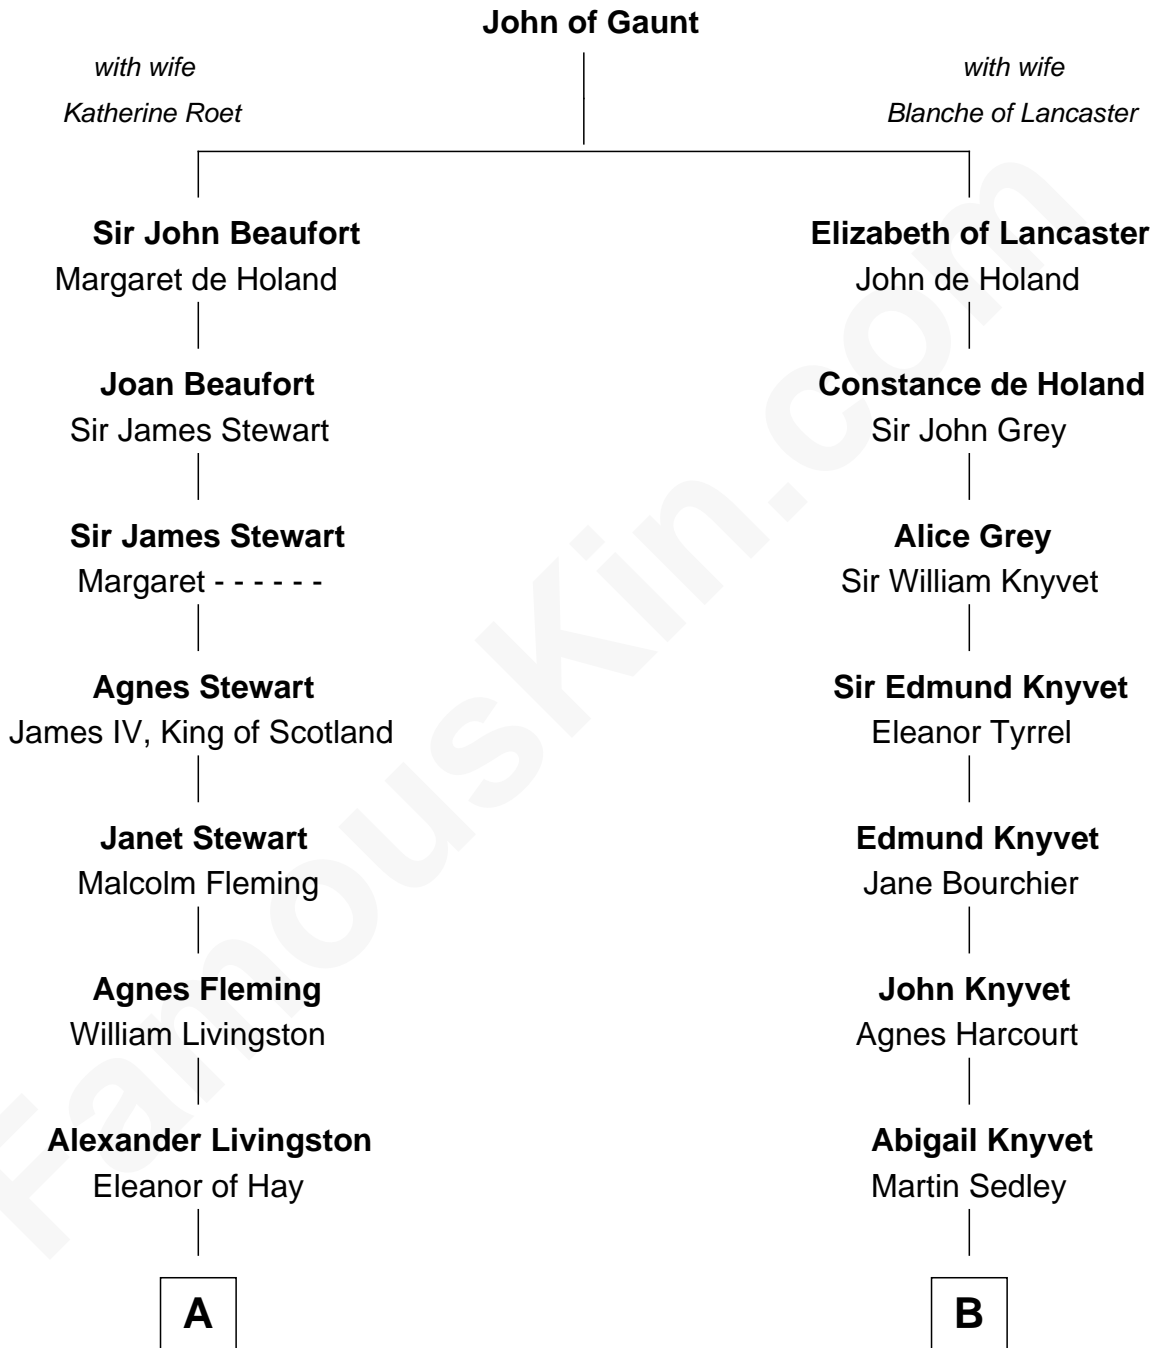 John of Gaunt
with wife
Katherine Roet
with wife
Blanche of Lancaster
Sir John Beaufort
Margaret de Holand
Elizabeth of Lancaster
John de Holand
Joan Beaufort
Sir James Stewart
Constance de Holand
Sir John Grey
Sir James Stewart
Margaret - - - - - -
Alice Grey
Sir William Knyvet
Agnes Stewart
James IV, King of Scotland
Sir Edmund Knyvet
Eleanor Tyrrel
Janet Stewart
Malcolm Fleming
Edmund Knyvet
Jane Bourchier
Agnes Fleming
William Livingston
John Knyvet
Agnes Harcourt
Alexander Livingston
Eleanor of Hay
Abigail Knyvet
Martin Sedley
A
B
FamousKin.com